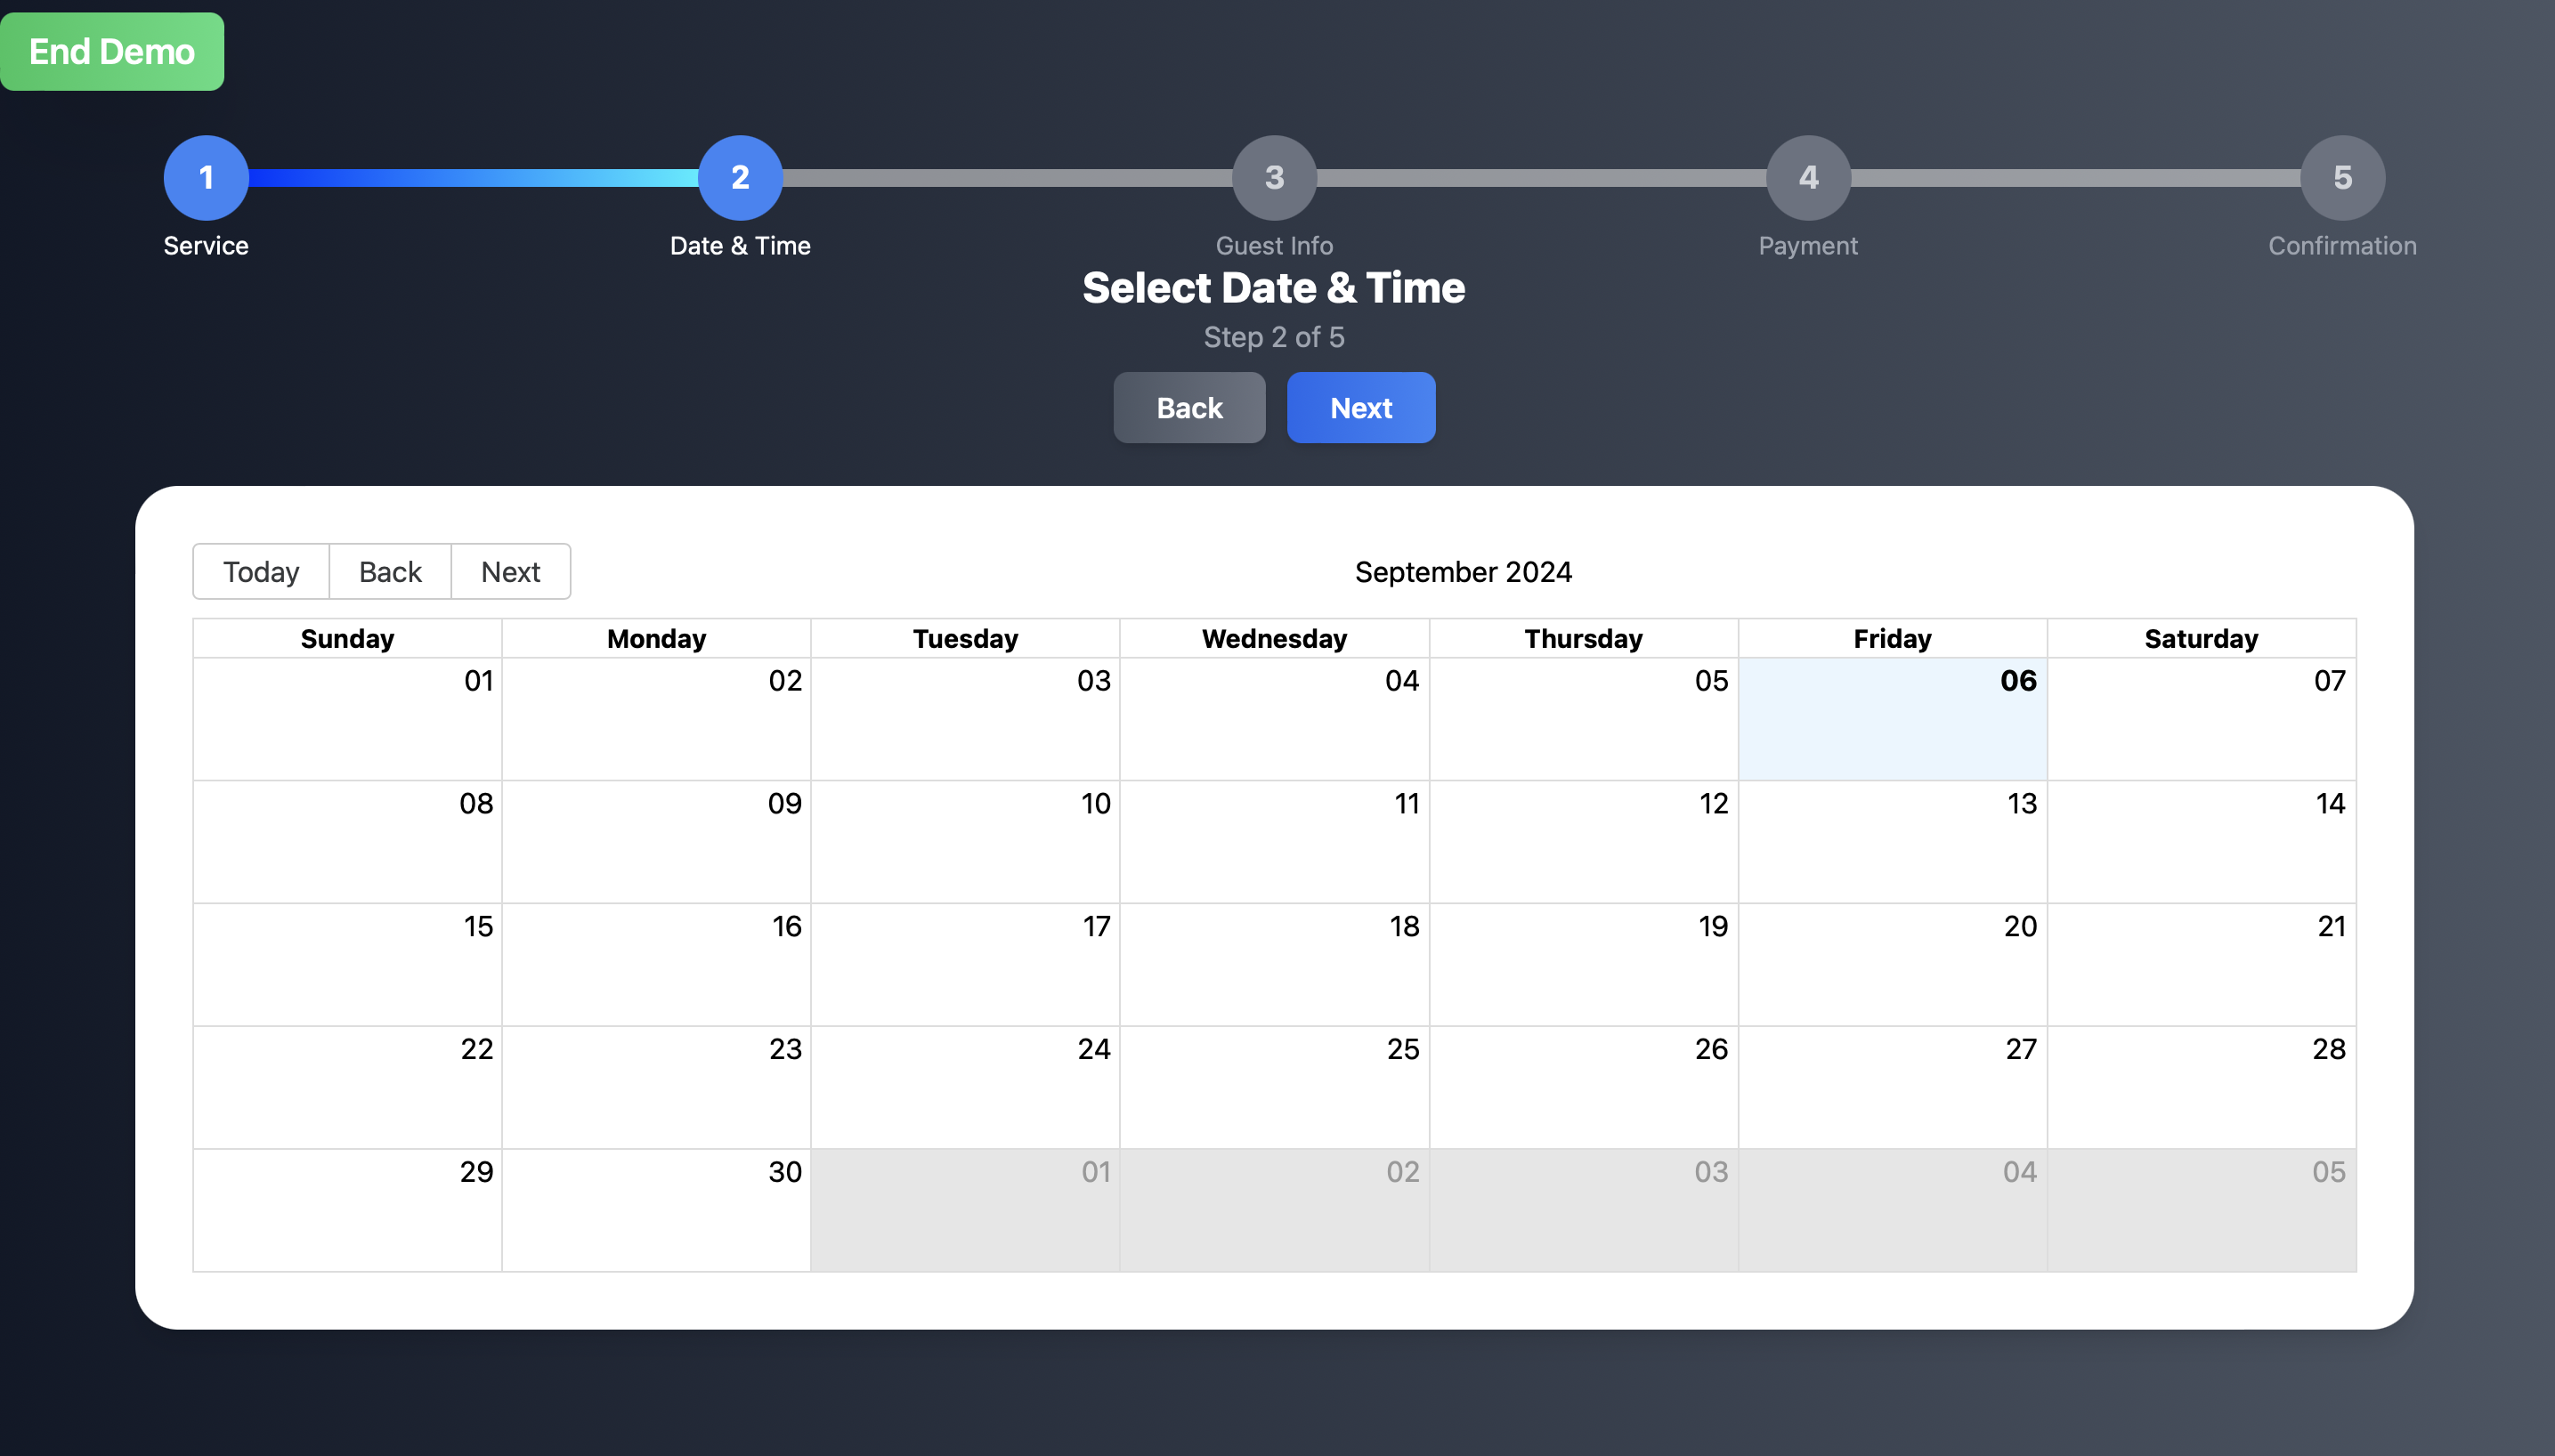 End Demo
1 2 3 4 5
Service Date & Time Guest Info Payment Confirmation
Select Date & Time
Step 2 of 5
Back Next
Today Back Next September 2024
Sunday Monday Tuesday Wednesday Thursday Friday Saturday
01 02 03 04 05 06 07
08 09 10 11 12 13 14
15 16 17 18 19 20 21
22 23 24 25 26 27 28
29 30 01 02 03 04 05